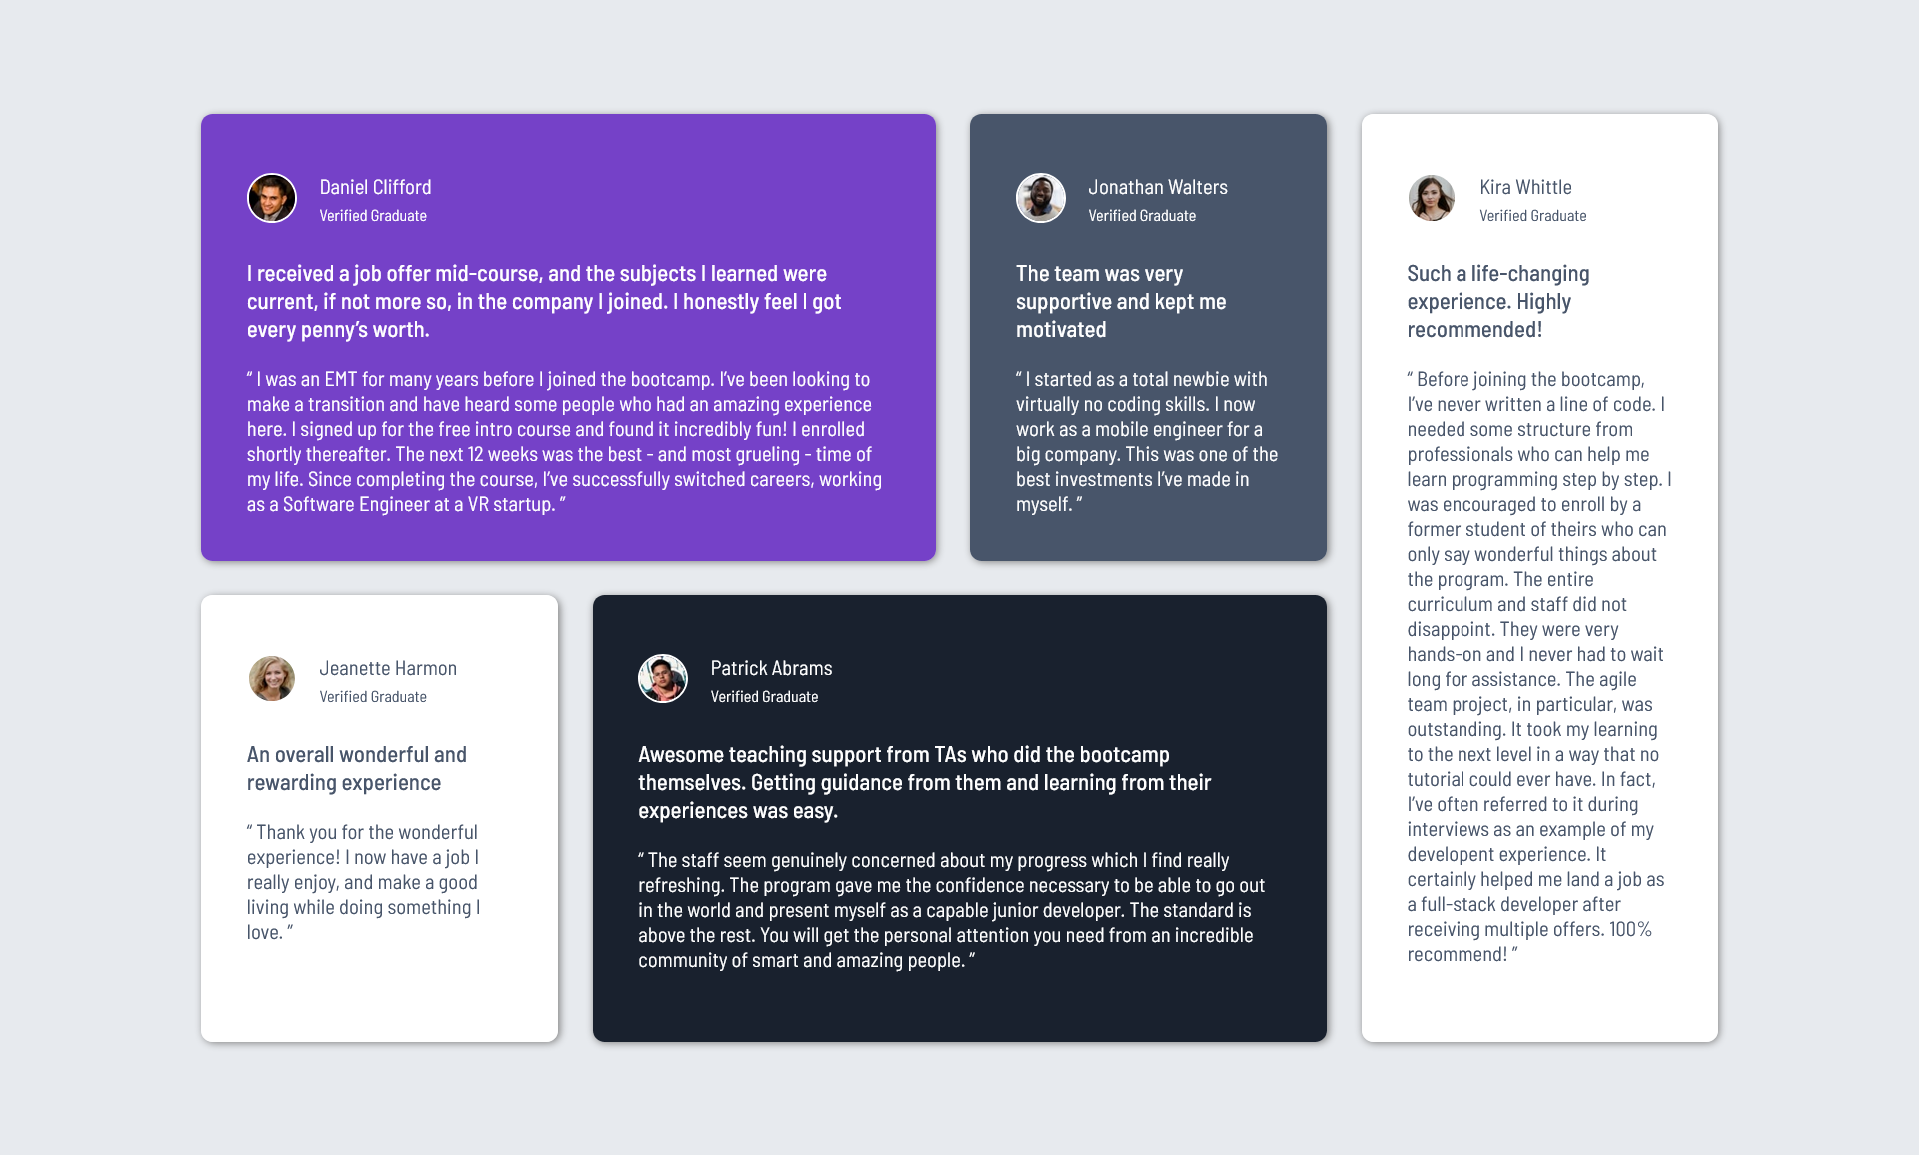 Daniel Clifford
Verified Graduate
I received a job offer mid-course, and the subjects I learned were
current, if not more so, in the company I joined. I honestly feel I got
every penny’s worth.
“ I was an EMT for many years before I joined the bootcamp. I’ve been looking to
make a transition and have heard some people who had an amazing experience
here. I signed up for the free intro course and found it incredibly fun! I enrolled
shortly thereafter. The next 12 weeks was the best - and most grueling - time of
my life. Since completing the course, I’ve successfully switched careers, working
as a Software Engineer at a VR startup. ”
Jonathan Walters
Verified Graduate
The team was very
supportive and kept me
motivated
“ I started as a total newbie with
virtually no coding skills. I now
work as a mobile engineer for a
big company. This was one of the
best investments I’ve made in
myself. ”
Kira Whittle
Verified Graduate
Such a life-changing
experience. Highly
recommended!
“ Before joining the bootcamp,
I’ve never written a line of code. I
needed some structure from
professionals who can help me
learn programming step by step. I
was encouraged to enroll by a
former student of theirs who can
only say wonderful things about
the program. The entire
curriculum and staff did not
disappoint. They were very
hands-on and I never had to wait
long for assistance. The agile
team project, in particular, was
outstanding. It took my learning
to the next level in a way that no
tutorial could ever have. In fact,
I’ve often referred to it during
interviews as an example of my
developent experience. It
certainly helped me land a job as
a full-stack developer after
receiving multiple offers. 100%
recommend! ”
Jeanette Harmon
Verified Graduate
An overall wonderful and
rewarding experience
“ Thank you for the wonderful
experience! I now have a job I
really enjoy, and make a good
living while doing something I
love. ”
Patrick Abrams
Verified Graduate
Awesome teaching support from TAs who did the bootcamp
themselves. Getting guidance from them and learning from their
experiences was easy.
“ The staff seem genuinely concerned about my progress which I find really
refreshing. The program gave me the confidence necessary to be able to go out
in the world and present myself as a capable junior developer. The standard is
above the rest. You will get the personal attention you need from an incredible
community of smart and amazing people. ”